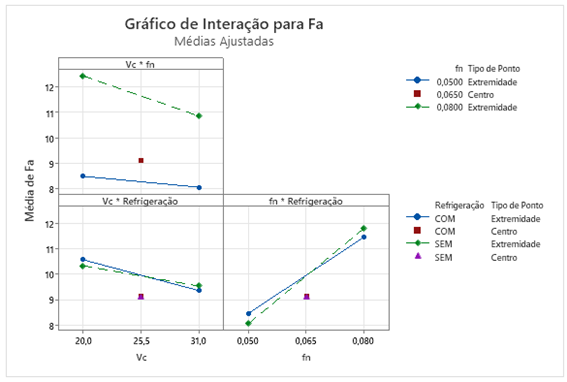 Gráfico de Interação para Fa
Médias Ajustadas
Vc * fn
12
11
10
9
8
Vc * Refrigeração
fn * Refrigeração
12
11
10
9
8
20,0 25,5 31,0
0,050 0,065 0,080
Vc
fn
Média de Fa
fn Tipo de Ponto
0,0500 Extremidade
0,0650 Centro
0,0800 Extremidade
Refrigeração Tipo de Ponto
COM Extremidade
COM Centro
SEM Extremidade
SEM Centro